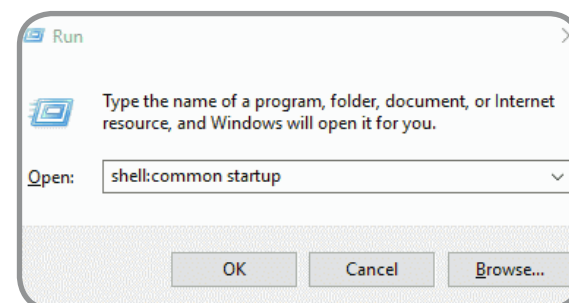 Run
Type the name of a program, folder, document, or Internet
resource, and Windows will open it for you.
Open: shell:common startup
OK Cancel Browse...